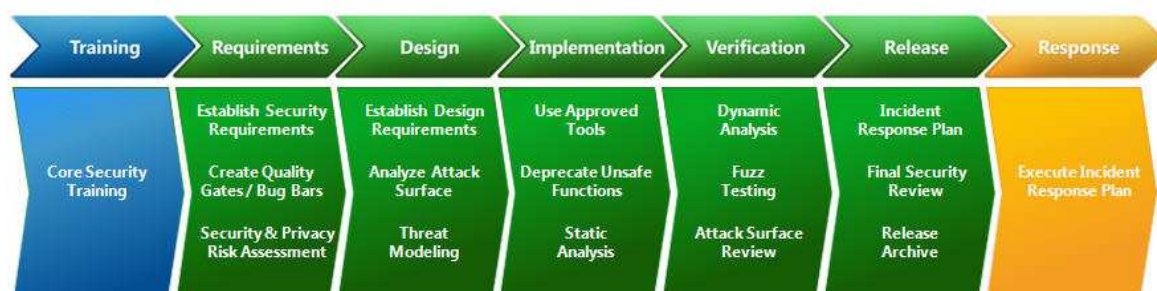 Training
Requirements
Design
Implementation
Verification
Release
Response
Core Security
Training
Establish Security
Requirements
Create Quality
Gates / Bug Bars
Security & Privacy
Risk Assessment
Establish Design
Requirements
Analyze Attack
Surface
Threat
Modeling
Use Approved
Tools
Deprecate Unsafe
Functions
Static
Analysis
Dynamic
Analysis
Fuzz
Testing
Attack Surface
Review
Incident
Response Plan
Final Security
Review
Release
Archive
Execute Incident
Response Plan